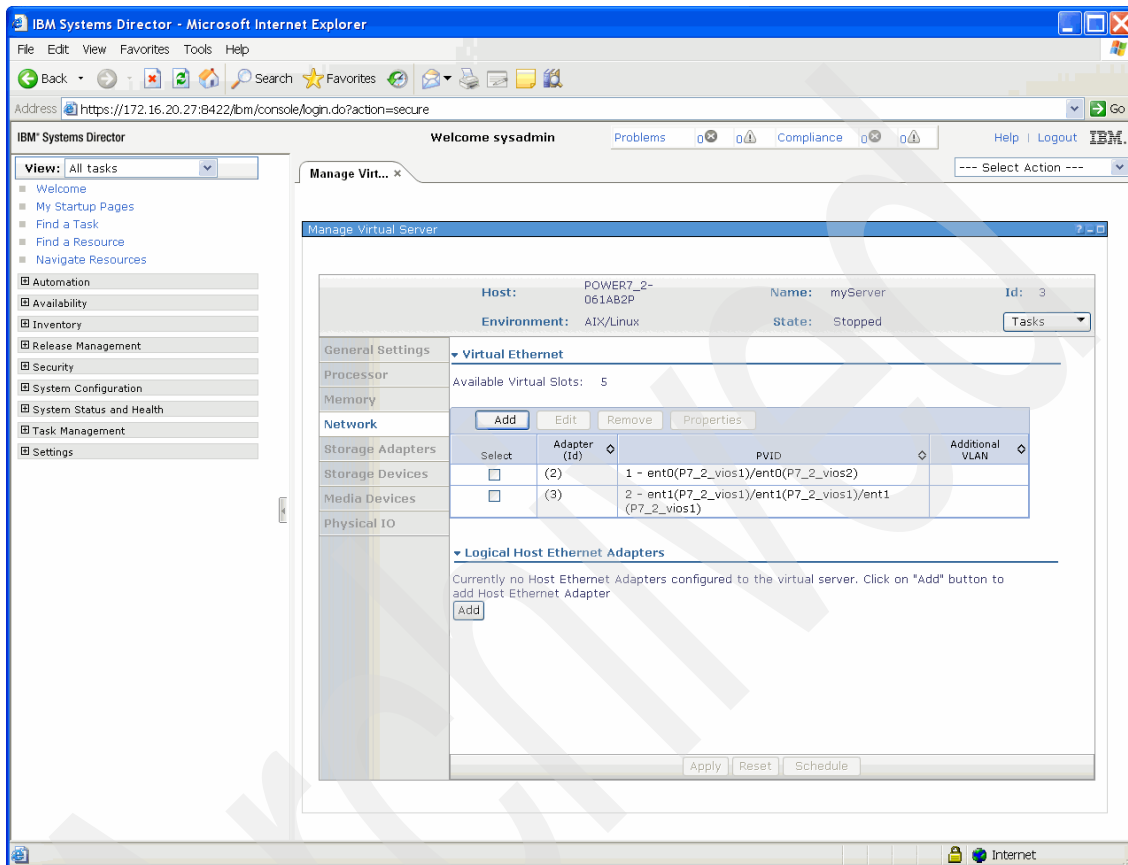 IBM Systems Director - Microsoft Internet Explorer
File Edit View Favorites Tools Help
Back Search Favorites
Address https://172.16.20.27:8422/ibm/console/login.do?action=secure Go
IBM® Systems Director Welcome sysadmin Problems 0 0 Compliance 0 0 Help | Logout IBM.
View: All tasks
Manage Virt... × --- Select Action ---
Welcome
My Startup Pages
Find a Task
Find a Resource
Navigate Resources
Automation
Availability
Inventory
Release Management
Security
System Configuration
System Status and Health
Task Management
Settings
Manage Virtual Server
Host: POWER7_2-
061AB2P
Name: myServer Id: 3
Environment: AIX/Linux State: Stopped Tasks
General Settings
Processor
Memory
Network
Storage Adapters
Storage Devices
Media Devices
Physical IO
Virtual Ethernet
Available Virtual Slots: 5
Add Edit Remove Properties
Select Adapter (Id) PVID Additional VLAN
(2) 1 - ent0(P7_2_vios1)/ent0(P7_2_vios2)
(3) 2 - ent1(P7_2_vios1)/ent1(P7_2_vios1)/ent1
(P7_2_vios1)
Logical Host Ethernet Adapters
Currently no Host Ethernet Adapters configured to the virtual server. Click on "Add" button to
add Host Ethernet Adapter
Add
Apply Reset Schedule
Internet
Archived